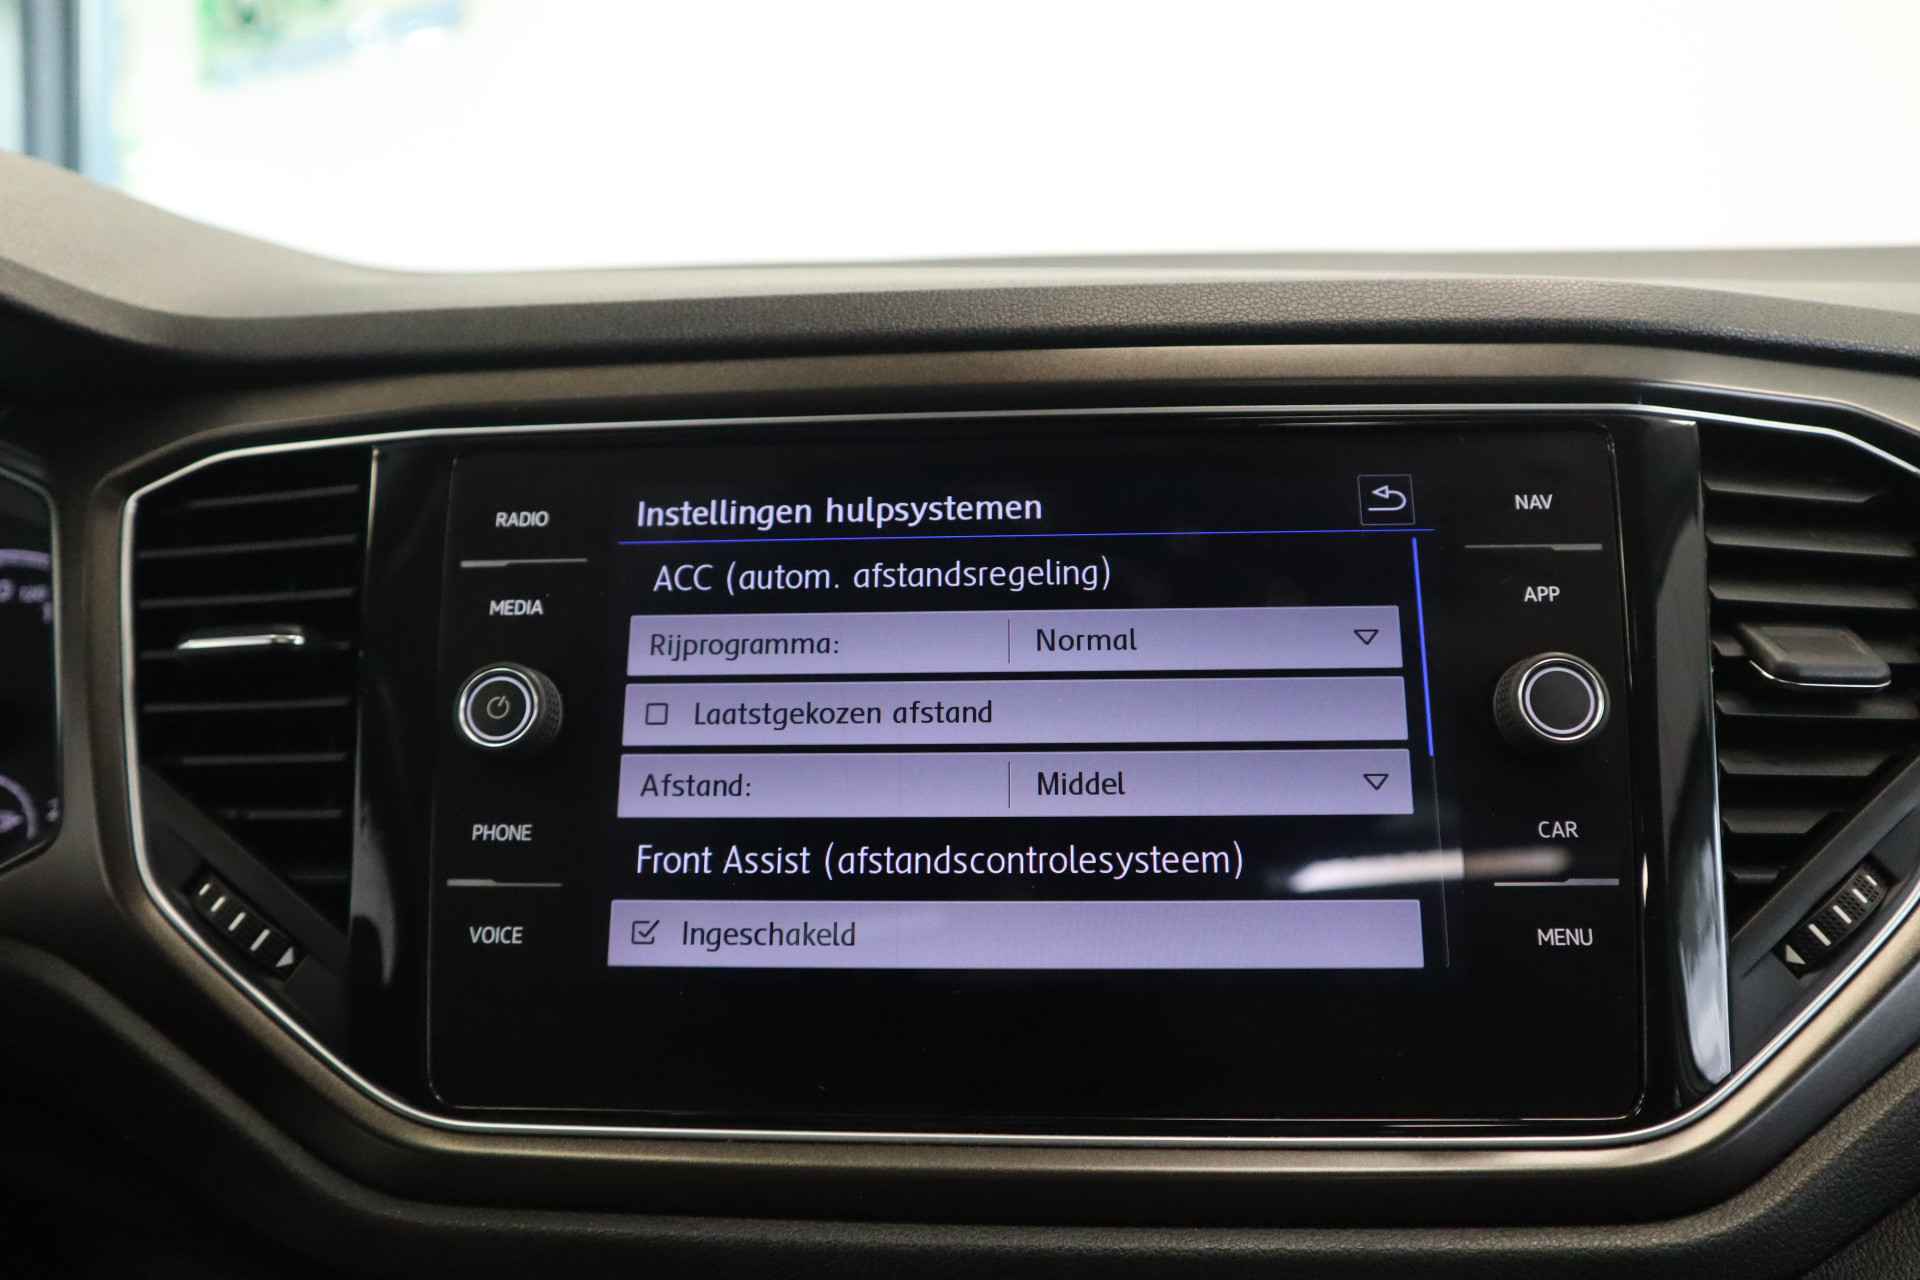 RADIO
MEDIA
PHONE
VOICE
Instellingen hulpsystemen
ACC (autom. afstandsregeling)
Rijprogramma: Normal
Laatstgekozen afstand
Afstand: Middel
Front Assist (afstandscontrolesysteem)
Ingeschakeld
NAV
APP
CAR
MENU